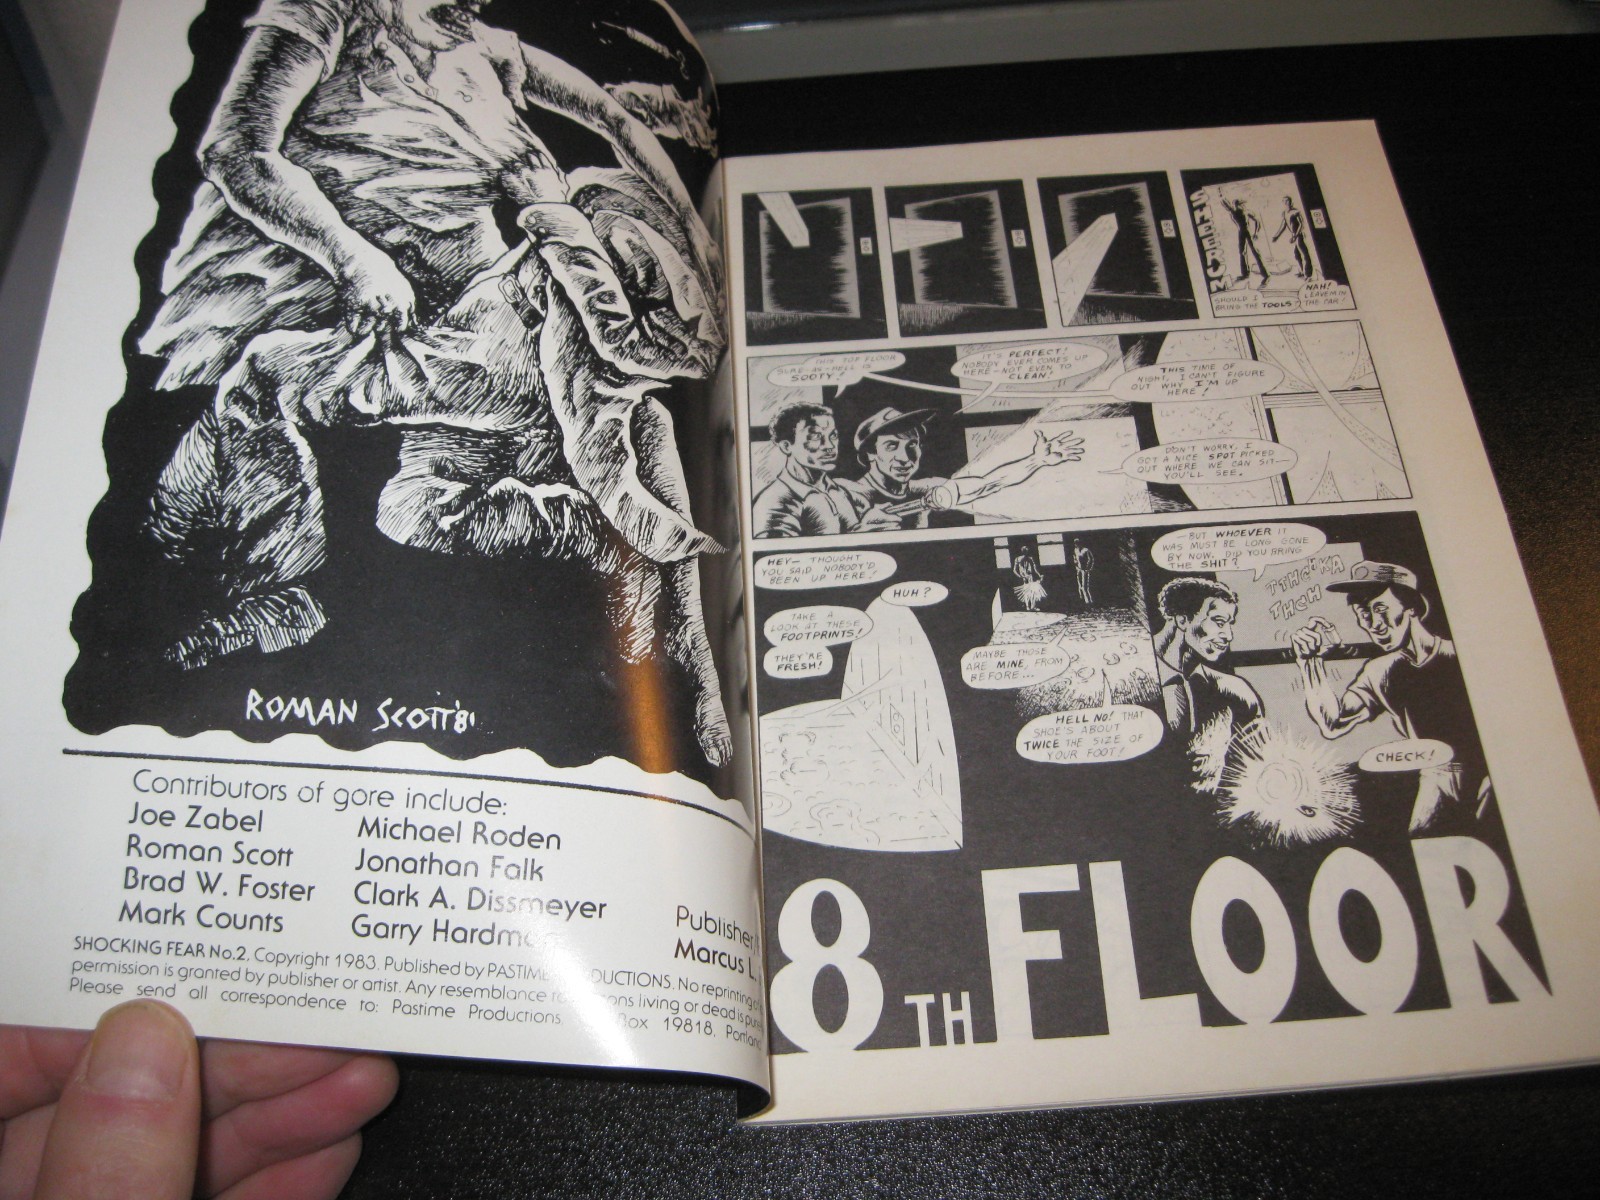 ROMAN SCOTT '81
Contributors of gore include:
Joe Zabel
Roman Scott
Brad W. Foster
Mark Counts
Michael Roden
Jonathan Falk
Clark A. Dissmeyer
Garry
Publisher
Marcus L.
SHOCKING FEAR No.2, Copyright 1983. Published by PASTIME No reprinting
permission is granted by publisher or artist. Any resemblance living or dead is
Please send all correspondence to: Pastime Productions, Box 19818, Portland
SHOULD I
BRING THE TOOLS?
NAH!
LEAVE'M IN
THE CAR!
THIS TOP FLOOR
SURE-AS-HELL IS
SOOTY!
IT'S PERFECT!
NOBODY EVER COMES UP
HERE—NOT EVEN TO
CLEAN!
THIS TIME OF
NIGHT, I CAN'T FIGURE
OUT WHY I'M UP
HERE!
DON'T WORRY, I
GOT A NICE SPOT PICKED
OUT WHERE WE CAN SIT—
YOU'LL SEE.
HEY— THOUGHT
YOU SAID NOBODY'D
BEEN UP HERE!
HUH?
TAKE A
LOOK AT THESE
FOOTPRINTS!
THEY'RE
FRESH!
MAYBE THOSE
ARE MINE, FROM
BEFORE...
HELL NO! THAT
SHOE'S ABOUT
TWICE THE SIZE OF
YOUR FOOT!
—BUT WHOEVER IT
WAS MUST BE LONG GONE
BY NOW. DID YOU BRING
THE SHIT?
CHECK!
8TH FLOOR